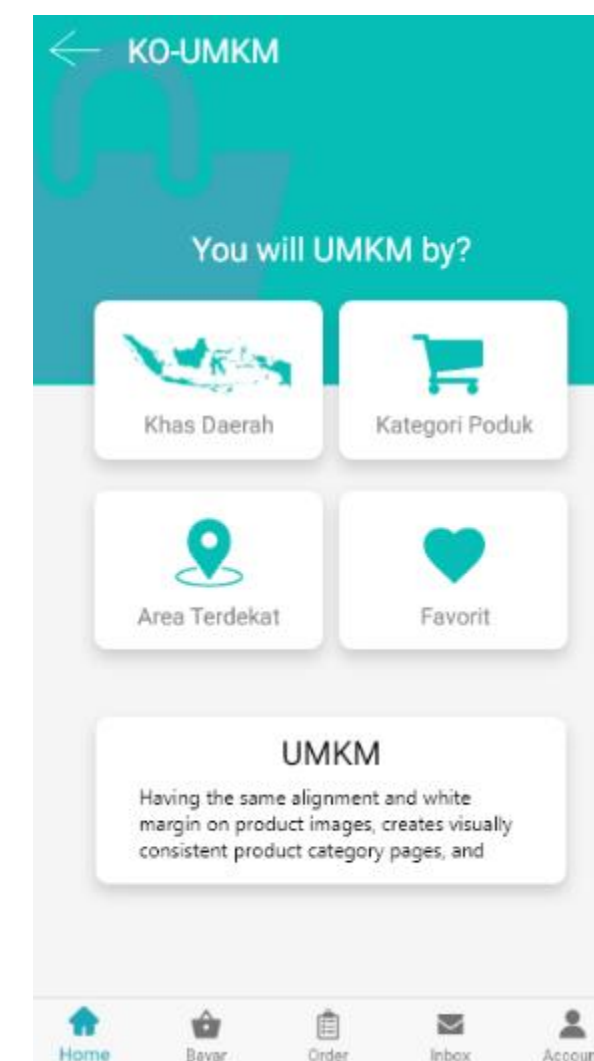 KO-UMKM
You will UMKM by?
Khas Daerah
Kategori Poduk
Area Terdekat
Favorit
UMKM
Having the same alignment and white
margin on product images, creates visually
consistent product category pages, and
Home
Bayar
Order
Inbox
Accoun